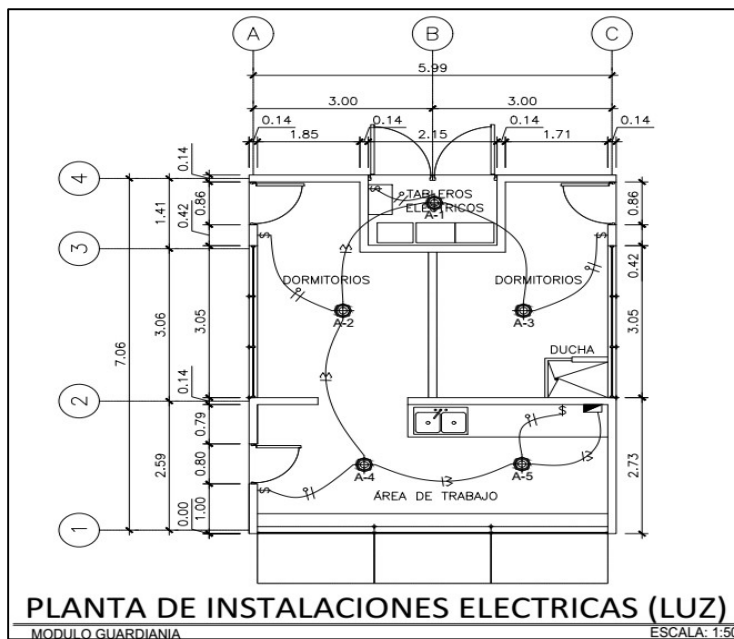 A B C
5.99
3.00 3.00
0.14 0.14 0.14 0.14
1.85 2.15 1.71
4
3
2
1
7.06
1.41
3.06
2.59
0.14
0.86
0.42
3.05
0.14
0.79
0.80
1.00
0.00
0.86
0.42
3.05
2.73
TABLEROS
ELECTRICOS
A-1
S
S
S
DORMITORIOS DORMITORIOS
A-2 A-3
DUCHA
S
S
A-4 A-5
ÁREA DE TRABAJO
PLANTA DE INSTALACIONES ELECTRICAS (LUZ)
MODULO GUARDIANIA ESCALA: 1:50